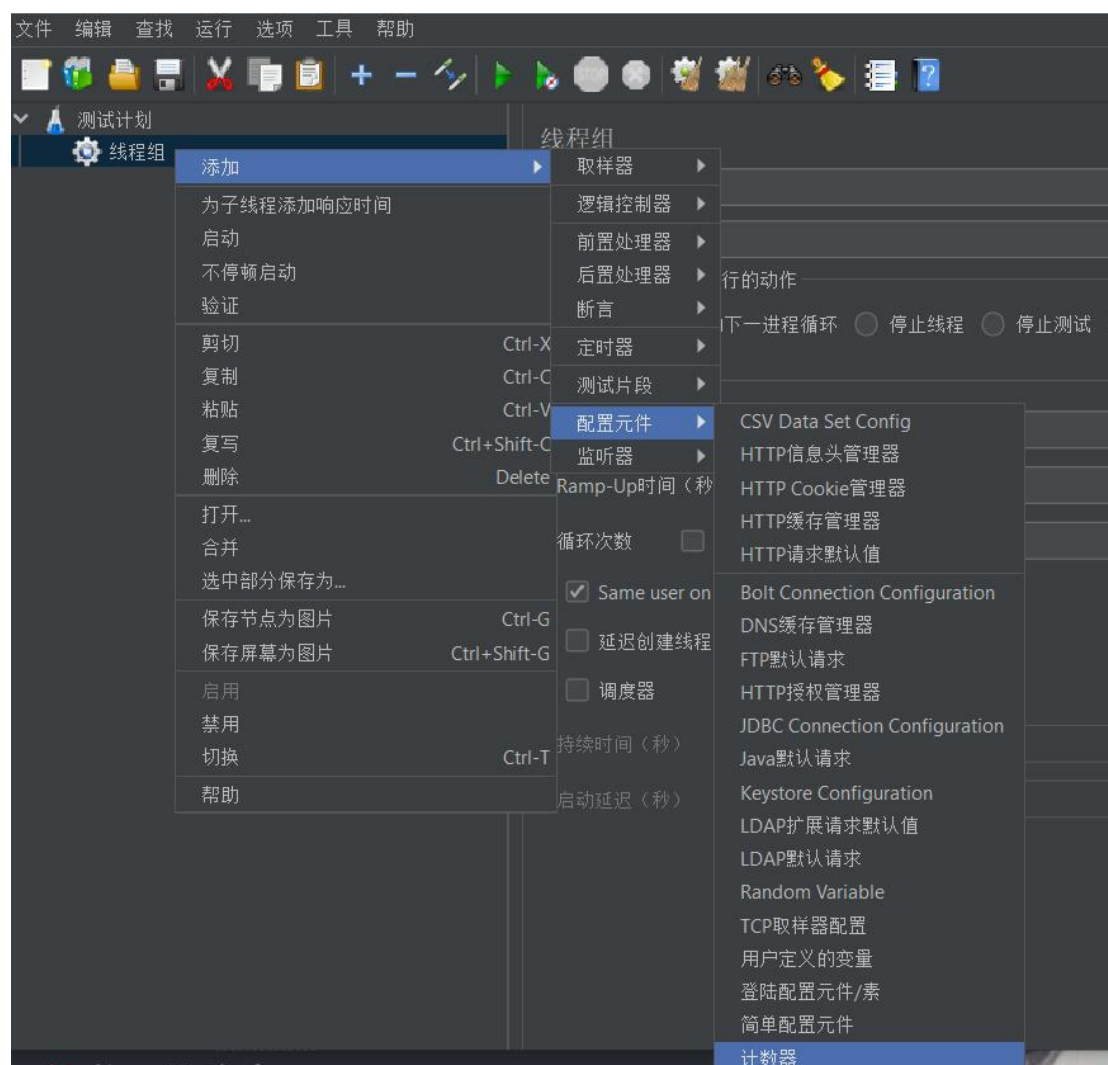 文件 编辑 查找 运行 选项 工具 帮助
STOP
测试计划
线程组
线程组
添加
为子线程添加响应时间
启动
不停顿启动
验证
剪切 Ctrl-X
复制 Ctrl-C
粘贴 Ctrl-V
复写 Ctrl+Shift-C
删除 Delete
打开...
合并
选中部分保存为...
保存节点为图片 Ctrl-G
保存屏幕为图片 Ctrl+Shift-G
启用
禁用
切换 Ctrl-T
帮助
取样器
逻辑控制器
前置处理器
后置处理器
断言
定时器
测试片段
配置元件
监听器
行的动作
下一进程循环 停止线程 停止测试
Ramp-Up时间（秒
循环次数
Same user on
延迟创建线程
调度器
持续时间（秒）
启动延迟（秒）
CSV Data Set Config
HTTP信息头管理器
HTTP Cookie管理器
HTTP缓存管理器
HTTP请求默认值
Bolt Connection Configuration
DNS缓存管理器
FTP默认请求
HTTP授权管理器
JDBC Connection Configuration
Java默认请求
Keystore Configuration
LDAP扩展请求默认值
LDAP默认请求
Random Variable
TCP取样器配置
用户定义的变量
登陆配置元件/素
简单配置元件
计数器